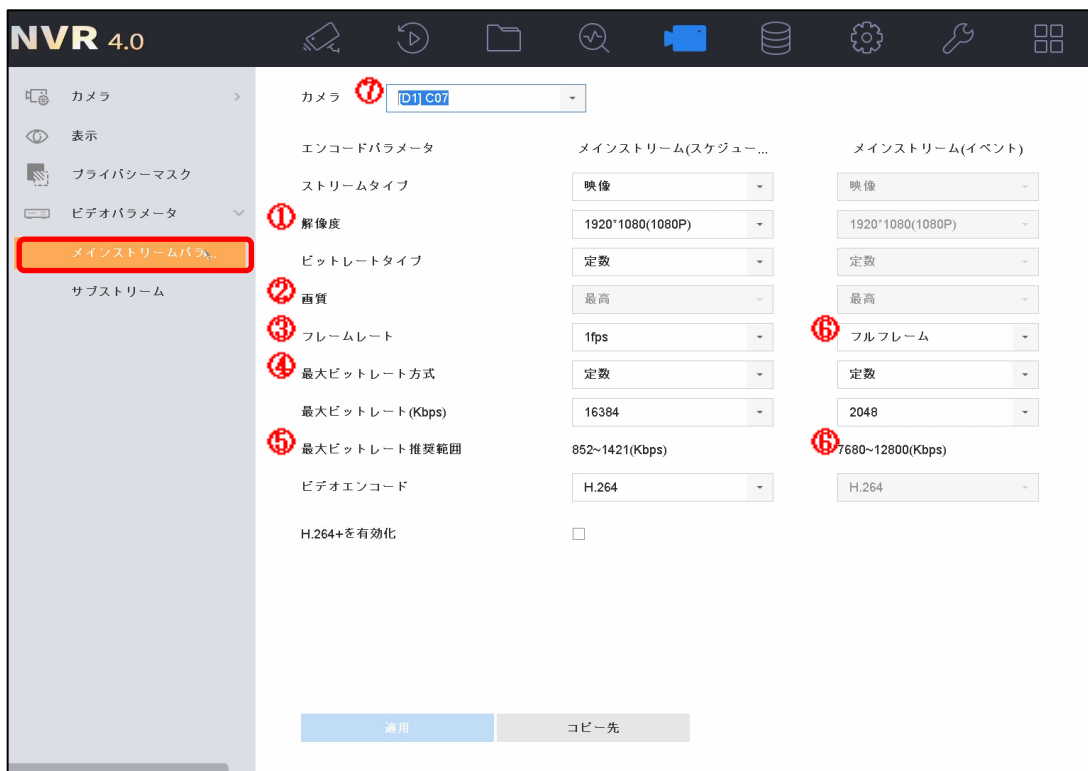 NVR 4.0
カメラ
表示
プライバシーマスク
ビデオパラメータ
メインストリームパラ...
サブストリーム
カメラ ⑦ [D1] C07
エンコードパラメータ メインストリーム(スケジュー... メインストリーム(イベント)
ストリームタイプ 映像 映像
① 解像度 1920*1080(1080P) 1920*1080(1080P)
ビットレートタイプ 定数 定数
② 画質 最高 最高
③ フレームレート 1fps ⑥ フルフレーム
④ 最大ビットレート方式 定数 定数
最大ビットレート(Kbps) 16384 2048
⑤ 最大ビットレート推奨範囲 852~1421(Kbps) ⑥ 7680~12800(Kbps)
ビデオエンコード H.264 H.264
H.264+を有効化
適用 コピー先